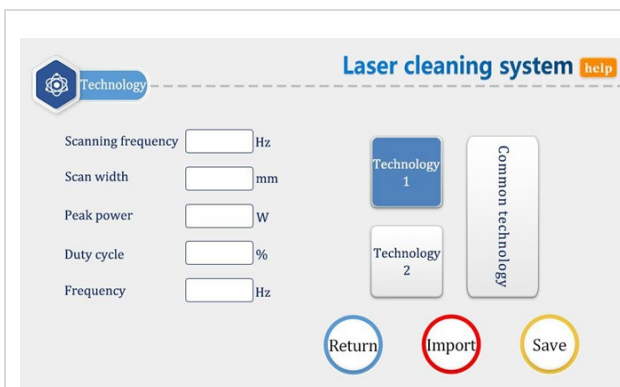 Laser cleaning system help
Technology
Scanning frequency Hz
Scan width mm
Peak power W
Duty cycle %
Frequency Hz
Technology
1
Technology
2
Common technology
Return
Import
Save